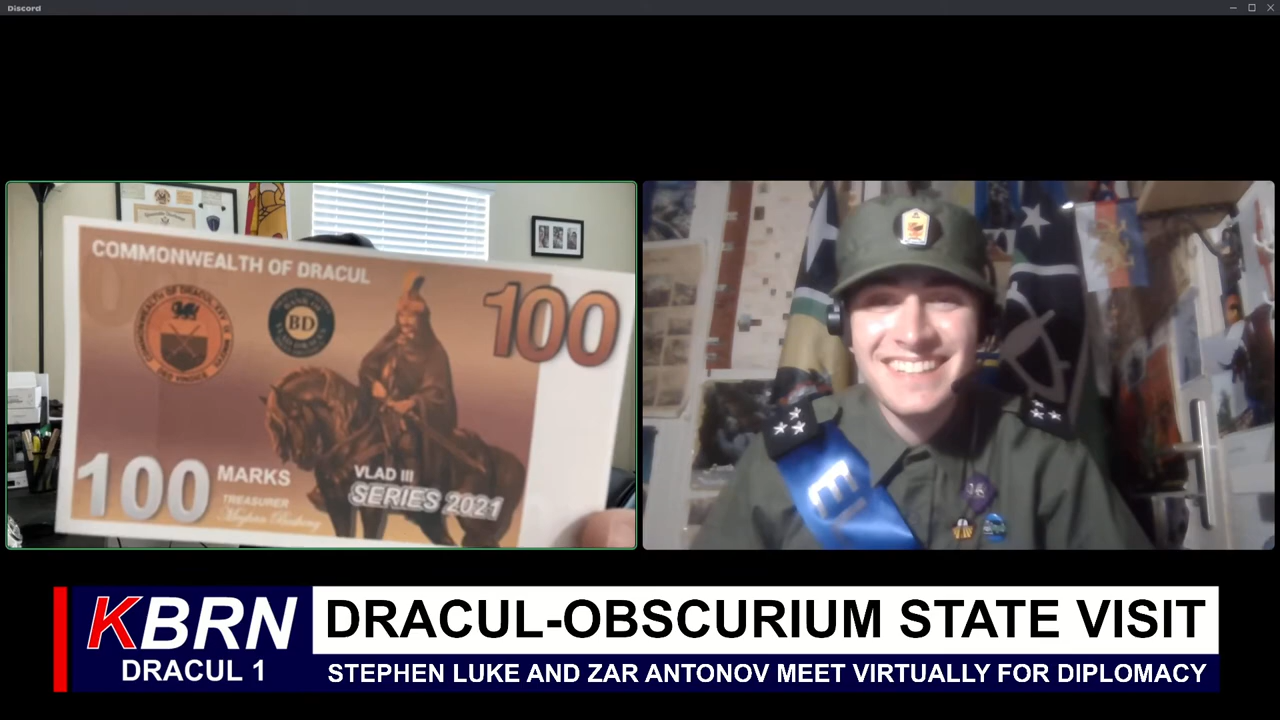 Discord
COMMONWEALTH OF DRACUL
100
BD
100
MARKS
VLAD III
TREASURER
SERIES 2021
KBRN
DRACUL 1
DRACUL-OBSCURIUM STATE VISIT
STEPHEN LUKE AND ZAR ANTONOV MEET VIRTUALLY FOR DIPLOMACY